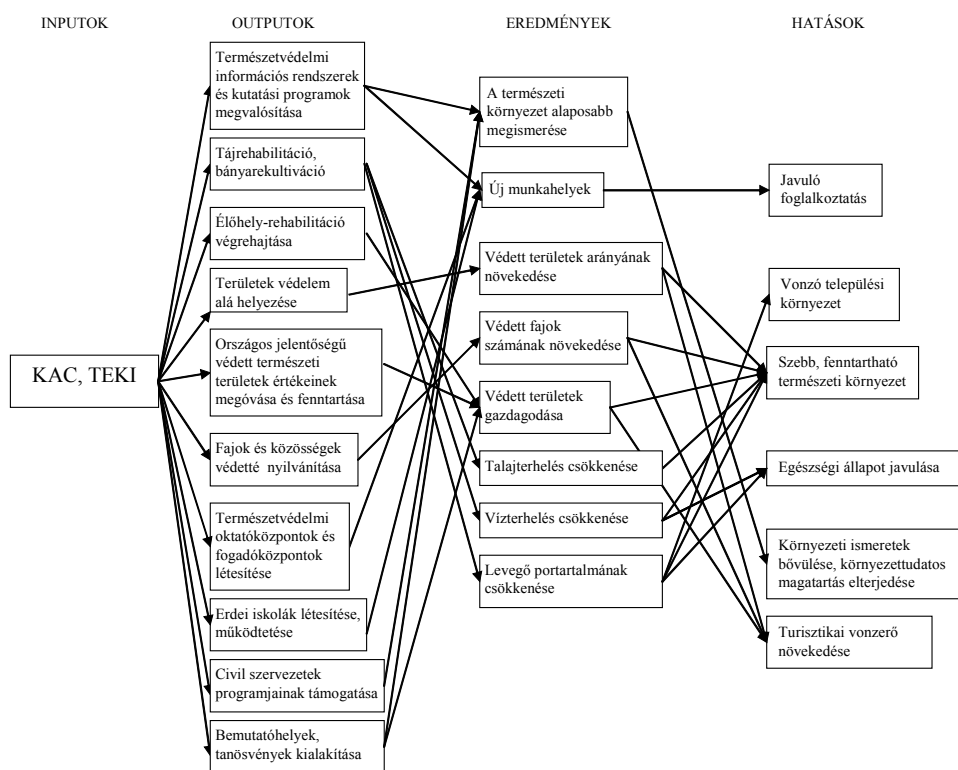 INPUTOK
OUTPUTOK
EREDMÉNYEK
HATÁSOK
KAC, TEKI
Természetvédelmi
információs rendszerek
és kutatási programok
megvalósítása
Tájrehabilitáció,
bányarekultiváció
Élőhely-rehabilitáció
végrehajtása
Területek védelem
alá helyezése
Országos jelentőségű
védett természeti
területek értékeinek
megóvása és fenntartása
Fajok és közösségek
védetté nyilvánítása
Természetvédelmi
oktatóközpontok és
fogadóközpontok
létesítése
Erdei iskolák létesítése,
működtetése
Civil szervezetek
programjainak támogatása
Bemutatóhelyek,
tanösvények kialakítása
A természeti
környezet alaposabb
megismerése
Új munkahelyek
Védett területek arányának
növekedése
Védett fajok
számának növekedése
Védett területek
gazdagodása
Talajterhelés csökkenése
Vízterhelés csökkenése
Levegő portartalmának
csökkenése
Javuló
foglalkoztatás
Vonzó települési
környezet
Szebb, fenntartható
természeti környezet
Egészségi állapot javulása
Környezeti ismeretek
bővülése, környezettudatos
magatartás elterjedése
Turisztikai vonzerő
növekedése